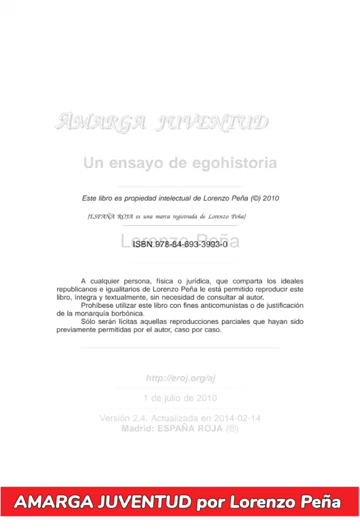 AMARGA JUVENTUD
Un ensayo de egohistoria
Este libro es propiedad intelectual de Lorenzo Peña (©) 2010
[ESPAÑA ROJA es una marca registrada de Lorenzo Peña]
Lorenzo Peña
ISBN 978-84-693-3993-0
A cualquier persona, física o jurídica, que comparta los ideales
republicanos e igualitarios de Lorenzo Peña le está permitido reproducir este
libro, íntegra y textualmente, sin necesidad de consultar al autor.
Prohíbese utilizar este libro con fines anticomunistas o de justificación
de la monarquía borbónica.
Sólo serán lícitas aquellas reproducciones parciales que hayan sido
previamente permitidas por el autor, caso por caso.
http://eroj.org/aj
1 de julio de 2010
Versión 2.4. Actualizada en 2014-02-14
Madrid: ESPAÑA ROJA (®)
AMARGA JUVENTUD por Lorenzo Peña